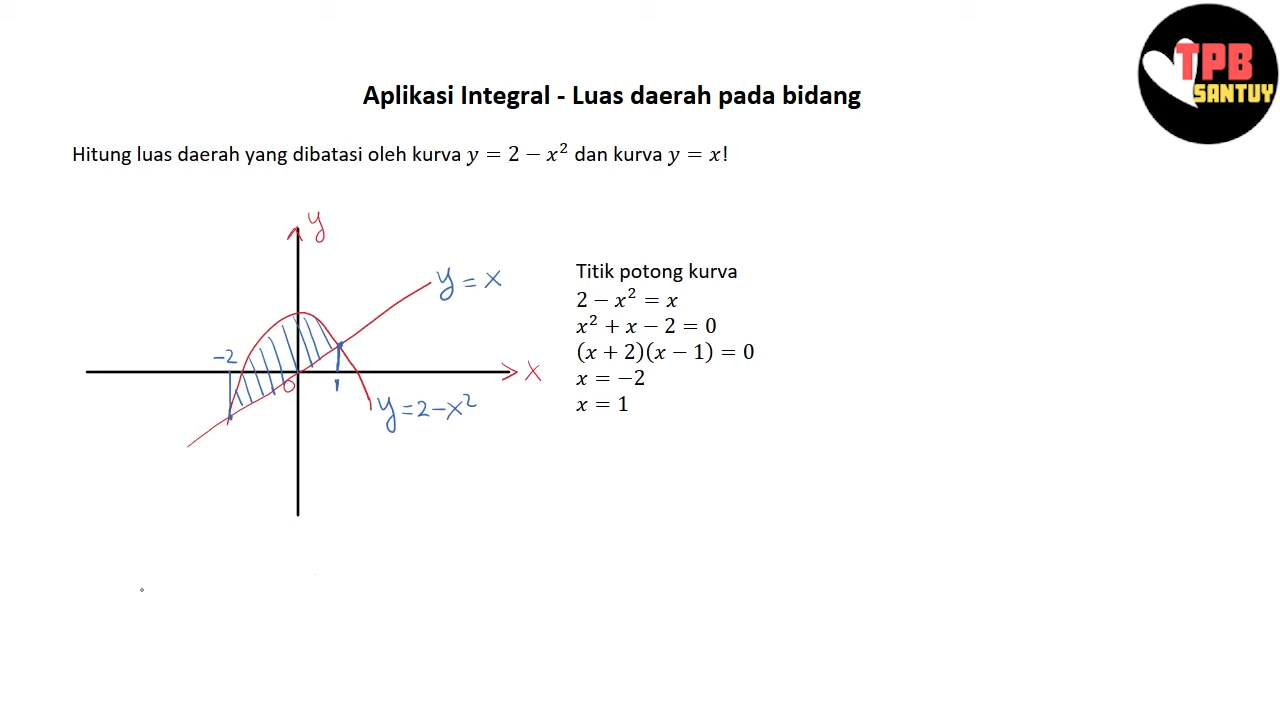 TPB
SANTUY
Aplikasi Integral - Luas daerah pada bidang
Hitung luas daerah yang dibatasi oleh kurva y = 2 − x² dan kurva y = x!
y
y = x
-2
0
1
x
y = 2 - x²
Titik potong kurva
2 − x² = x
x² + x − 2 = 0
(x + 2)(x − 1) = 0
x = −2
x = 1